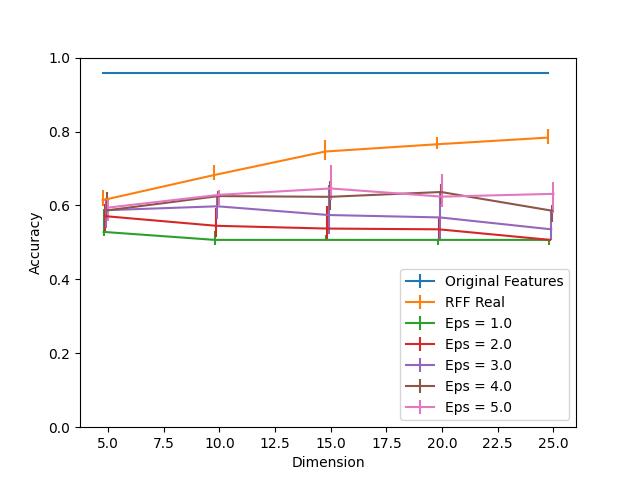 1.0
0.8
0.6
0.4
0.2
0.0
Accuracy
5.0 7.5 10.0 12.5 15.0 17.5 20.0 22.5 25.0
Dimension
Original Features
RFF Real
Eps = 1.0
Eps = 2.0
Eps = 3.0
Eps = 4.0
Eps = 5.0